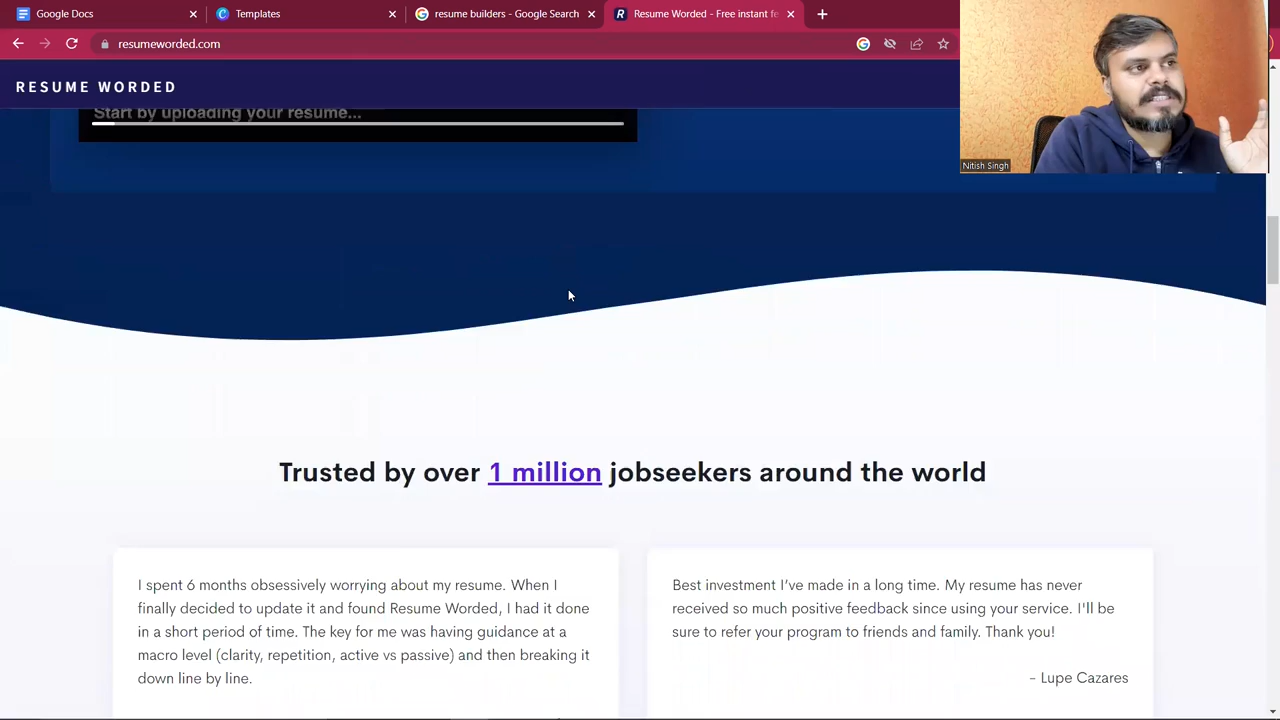 Google Docs
Templates
resume builders - Google Search
Resume Worded - Free instant fe
resumeworded.com
RESUME WORDED
Start by uploading your resume...
Nitish Singh
Trusted by over 1 million jobseekers around the world
I spent 6 months obsessively worrying about my resume. When I
finally decided to update it and found Resume Worded, I had it done
in a short period of time. The key for me was having guidance at a
macro level (clarity, repetition, active vs passive) and then breaking it
down line by line.
Best investment I've made in a long time. My resume has never
received so much positive feedback since using your service. I'll be
sure to refer your program to friends and family. Thank you!
- Lupe Cazares